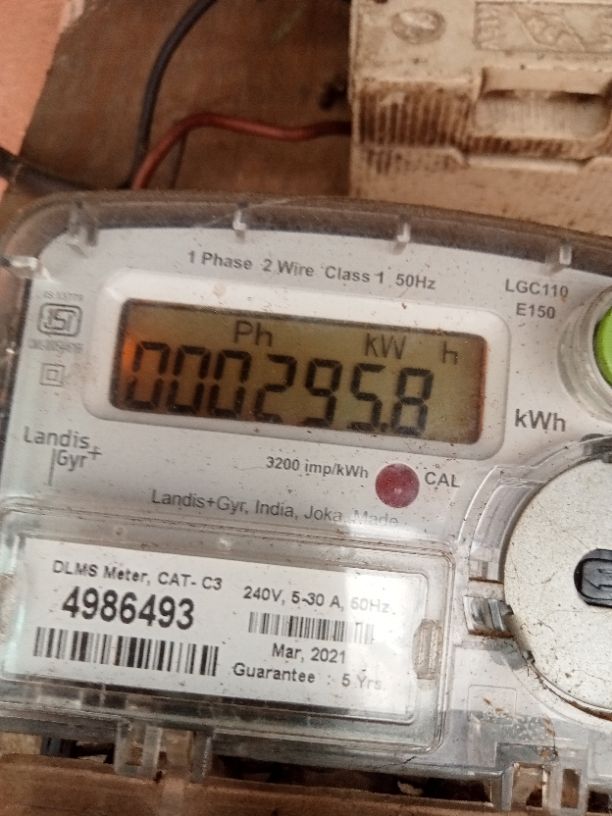 1 Phase 2 Wire Class 1 50Hz
LGC110
E150
Ph kW h
000295.8
kWh
Landis
Gyr+
3200 imp/kWh
CAL
Landis+Gyr, India, Joka, Made
DLMS Meter, CAT- C3
4986493
240V, 5-30 A, 50Hz
Mar, 2021
Guarantee : 5 Yrs.